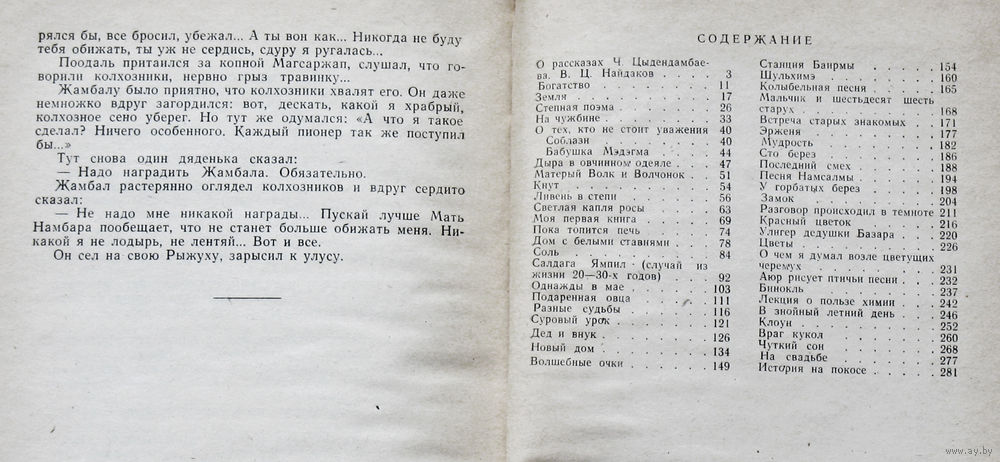 рялся бы, все бросил, убежал... А ты вон как... Никогда не буду
тебя обижать, ты уж не сердись, сдуру я ругалась...
Поодаль притаился за копной Магсаржап, слушал, что го-
ворили колхозники, нервно грыз травинку...
Жамбалу было приятно, что колхозники хвалят его. Он даже
немножко вдруг загордился: вот, дескать, какой я храбрый,
колхозное сено уберег. Но тут же одумался: «А что я такое
сделал? Ничего особенного. Каждый пионер так же поступил
бы...»
Тут снова один дяденька сказал:
— Надо наградить Жамбала. Обязательно.
Жамбал растерянно оглядел колхозников и вдруг сердито
сказал:
— Не надо мне никакой награды... Пускай лучше Мать
Намбара пообещает, что не станет больше обижать меня. Ни-
какой я не лодырь, не лентяй... Вот и все.
Он сел на свою Рыжуху, зарысил к улусу.
СОДЕРЖАНИЕ
О рассказах Ч. Цыдендамбае-
ва. В. Ц. Найдаков . . . 3
Богатство . . . . . 11
Земля . . . . . 17
Степная поэма . . . . 26
На чужбине . . . . . 33
О тех, кто не стоит уважения 40
Соблазн . . . . . 40
Бабушка Мэдэгма . . . 44
Дыра в овчинном одеяле . . 47
Матерый Волк и Волчонок . 51
Кнут . . . . . . 54
Ливень в степи . . . . 56
Светлая капля росы . . . 63
Моя первая книга . . . 69
Пока топится печь . . . 74
Дом с белыми ставнями . . 78
Соль . . . . . . 84
Салдага Ямпил (случай из
жизни 20—30-х годов) . . 92
Однажды в мае . . . . 103
Подаренная овца . . . . 111
Разные судьбы . . . . 116
Суровый урок . . . . 121
Дед и внук . . . . . 126
Новый дом . . . . . 134
Волшебные очки . . . . 149
Станция Баирмы . . . . 154
Шульхимэ . . . . . 160
Колыбельная песня . . . 165
Мальчик и шестьдесят шесть
старух . . . . . 168
Встреча старых знакомых . 171
Эрженя . . . . . 177
Мудрость . . . . . 182
Сто берез . . . . . 186
Последний смех . . . . 188
Песня Намсалмы . . . . 194
У горбатых берез . . . 198
Замок . . . . . . 204
Разговор происходил в темноте 211
Красный цветок . . . . 216
Улигер дедушки Базара . . 220
Цветы . . . . . . 226
О чем я думал возле цветущих
черемух . . . . . 231
Аюр рисует птичьи песни . . 232
Бинокль . . . . . 237
Лекция о пользе химии . . 242
В знойный летний день . . 246
Клоун . . . . . . 252
Враг кукол . . . . . 260
Чуткий сон . . . . . 268
На свадьбе . . . . . 277
История на покосе . . . 281
www.ay.by